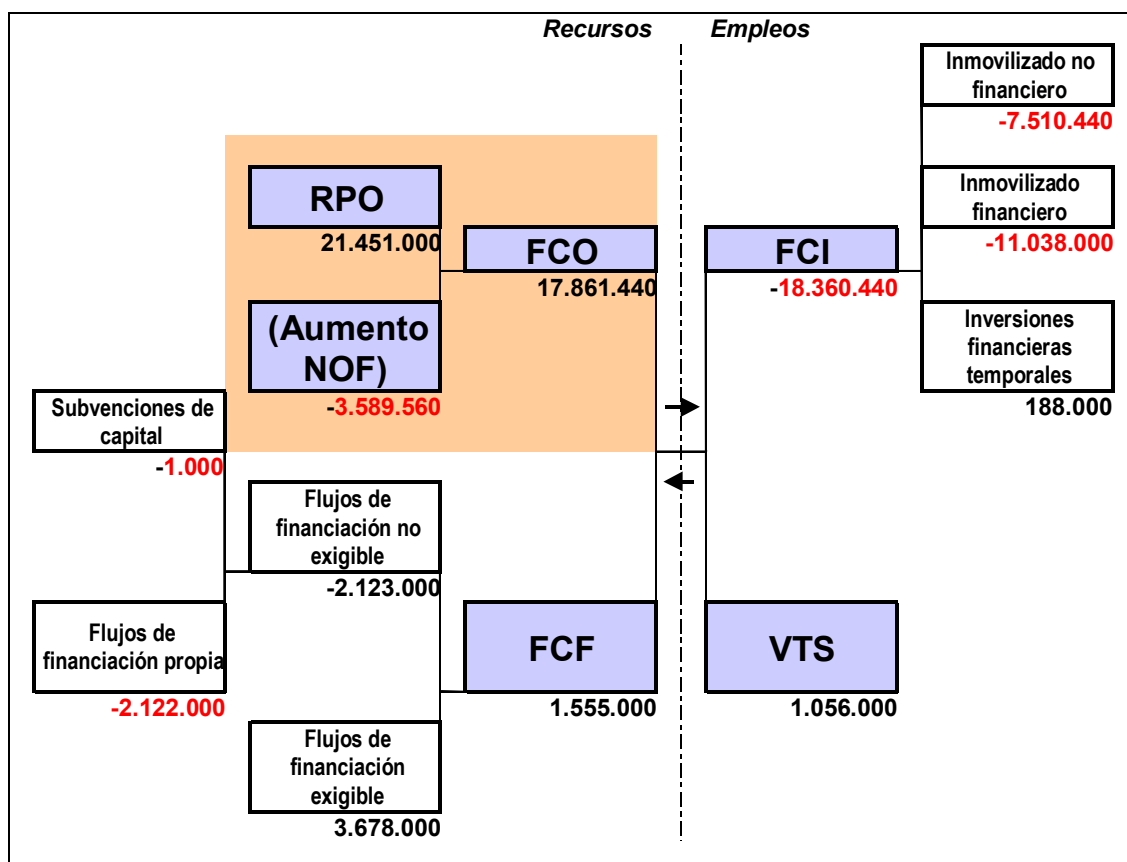 Recursos
Empleos
Inmovilizado no
financiero
-7.510.440
RPO
21.451.000
Inmovilizado
financiero
-11.038.000
FCO
17.861.440
FCI
-18.360.440
(Aumento
NOF)
-3.589.560
Inversiones
financieras
temporales
188.000
Subvenciones de
capital
-1.000
Flujos de
financiación no
exigible
-2.123.000
Flujos de
financiación propia
-2.122.000
FCF
1.555.000
VTS
1.056.000
Flujos de
financiación
exigible
3.678.000